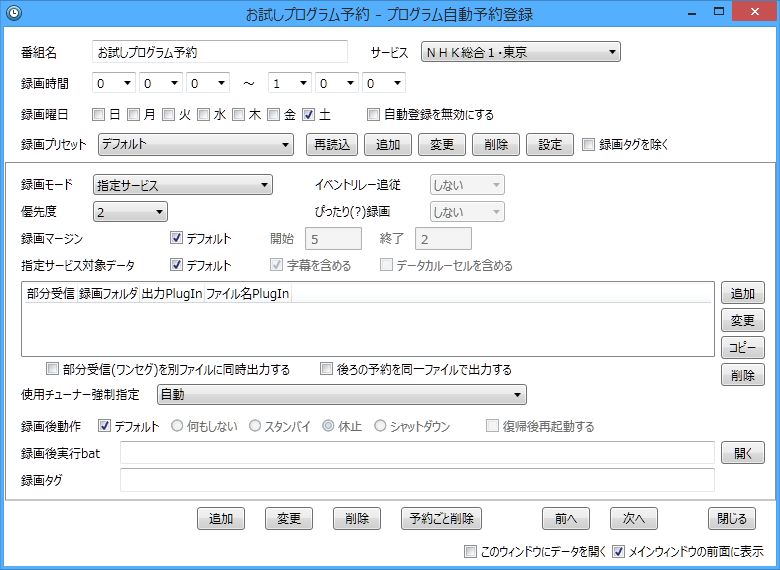 お試しプログラム予約 - プログラム自動予約登録
番組名 お試しプログラム予約 サービス ＮＨＫ総合１・東京
録画時間 0 0 0 ～ 1 0 0
録画曜日 日 月 火 水 木 金 土 自動登録を無効にする
録画プリセット デフォルト 再読込 追加 変更 削除 設定 録画タグを除く
録画モード 指定サービス イベントリレー追従 しない
優先度 2 ぴったり(?)録画 しない
録画マージン デフォルト 開始 5 終了 2
指定サービス対象データ デフォルト 字幕を含める データカルーセルを含める
部分受信 録画フォルダ 出力PlugIn ファイル名PlugIn 追加
変更
コピー
部分受信(ワンセグ)を別ファイルに同時出力する 後ろの予約を同一ファイルで出力する 削除
使用チューナー強制指定 自動
録画後動作 デフォルト 何もしない スタンバイ 休止 シャットダウン 復帰後再起動する
録画後実行bat 開く
録画タグ
追加 変更 削除 予約ごと削除 前へ 次へ 閉じる
このウィンドウにデータを開く メインウィンドウの前面に表示